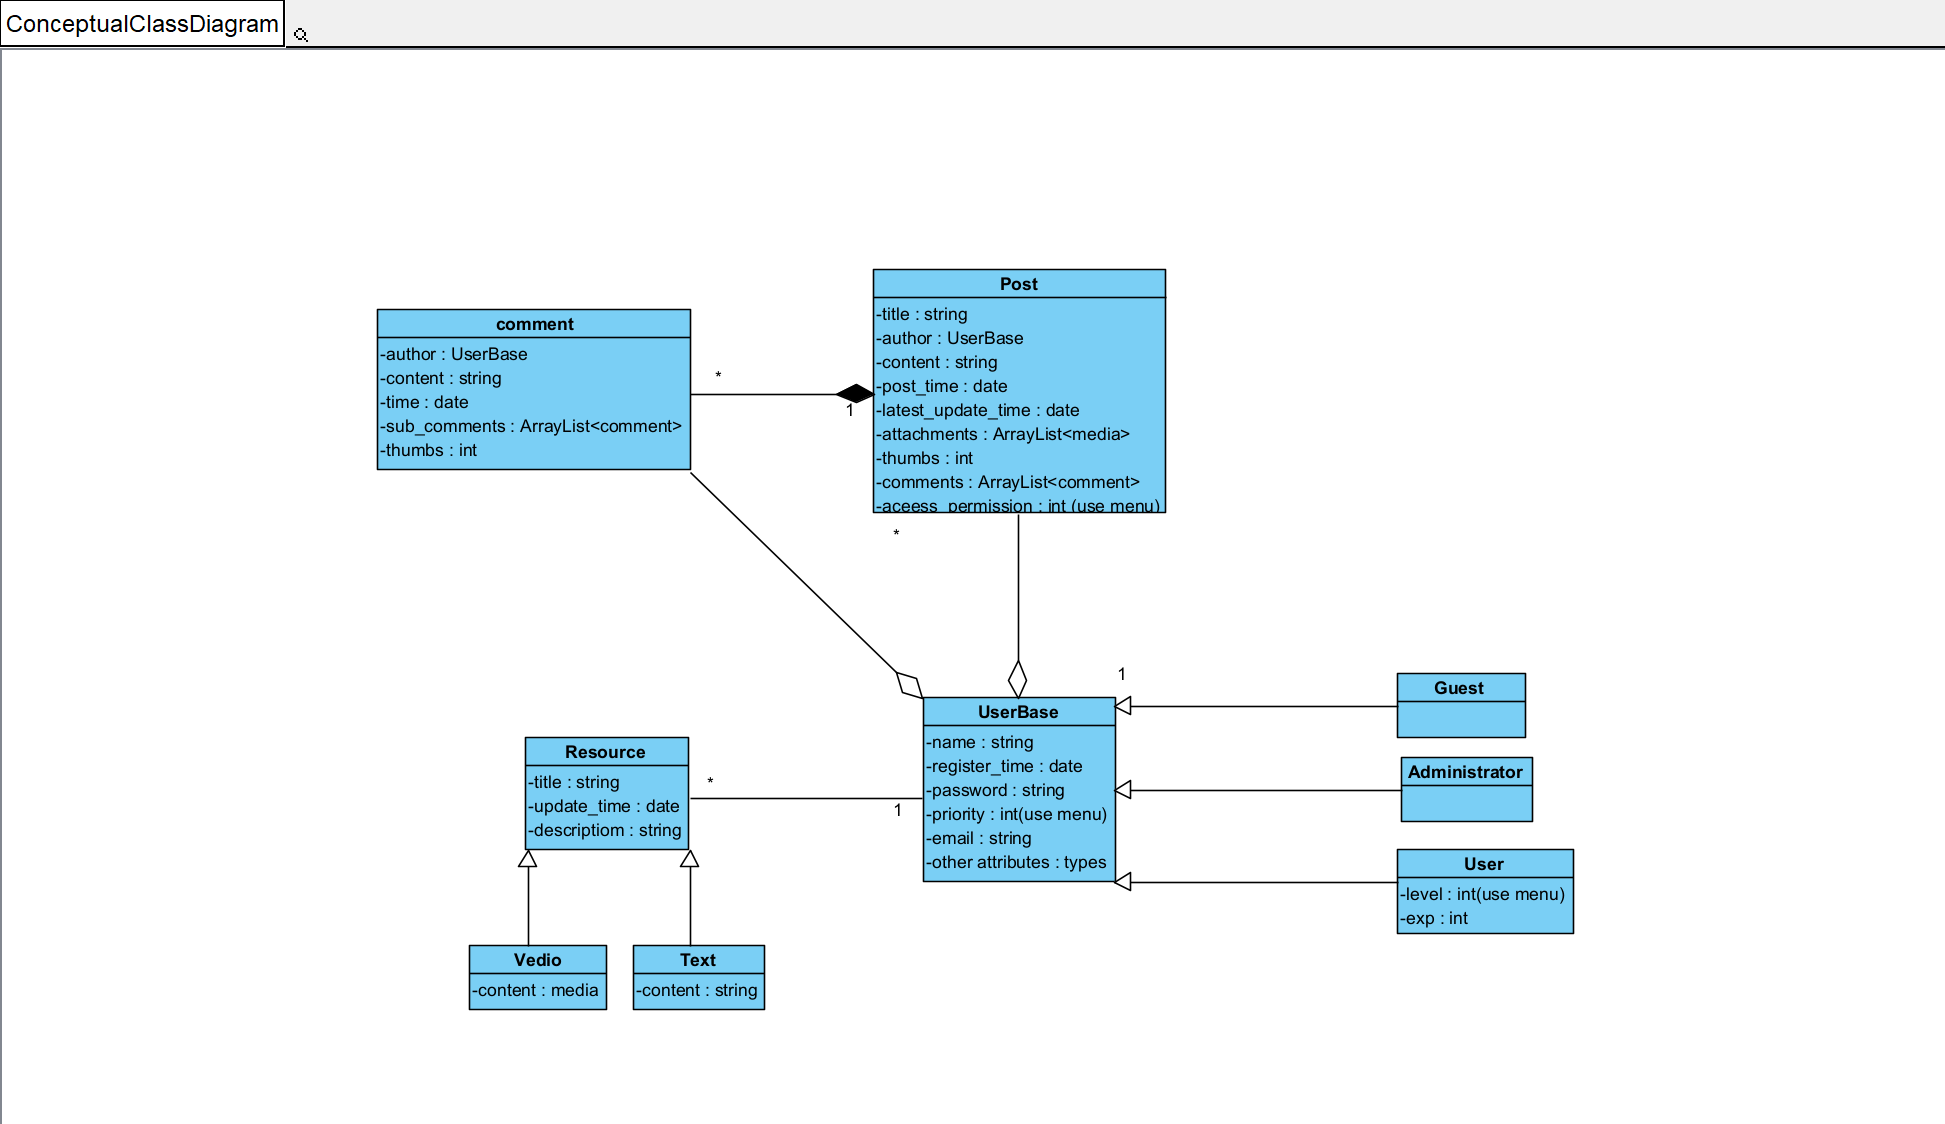 ConceptualClassDiagram
Post
-title : string
-author : UserBase
-content : string
-post_time : date
-latest_update_time : date
-attachments : ArrayList<media>
-thumbs : int
-comments : ArrayList<comment>
-aceess_permission : int (use menu)
comment
-author : UserBase
-content : string
-time : date
-sub_comments : ArrayList<comment>
-thumbs : int
*
1
*
1
UserBase
-name : string
-register_time : date
-password : string
-priority : int(use menu)
-email : string
-other attributes : types
Guest
Administrator
User
-level : int(use menu)
-exp : int
Resource
-title : string
-update_time : date
-descriptiom : string
*
1
Vedio
-content : media
Text
-content : string